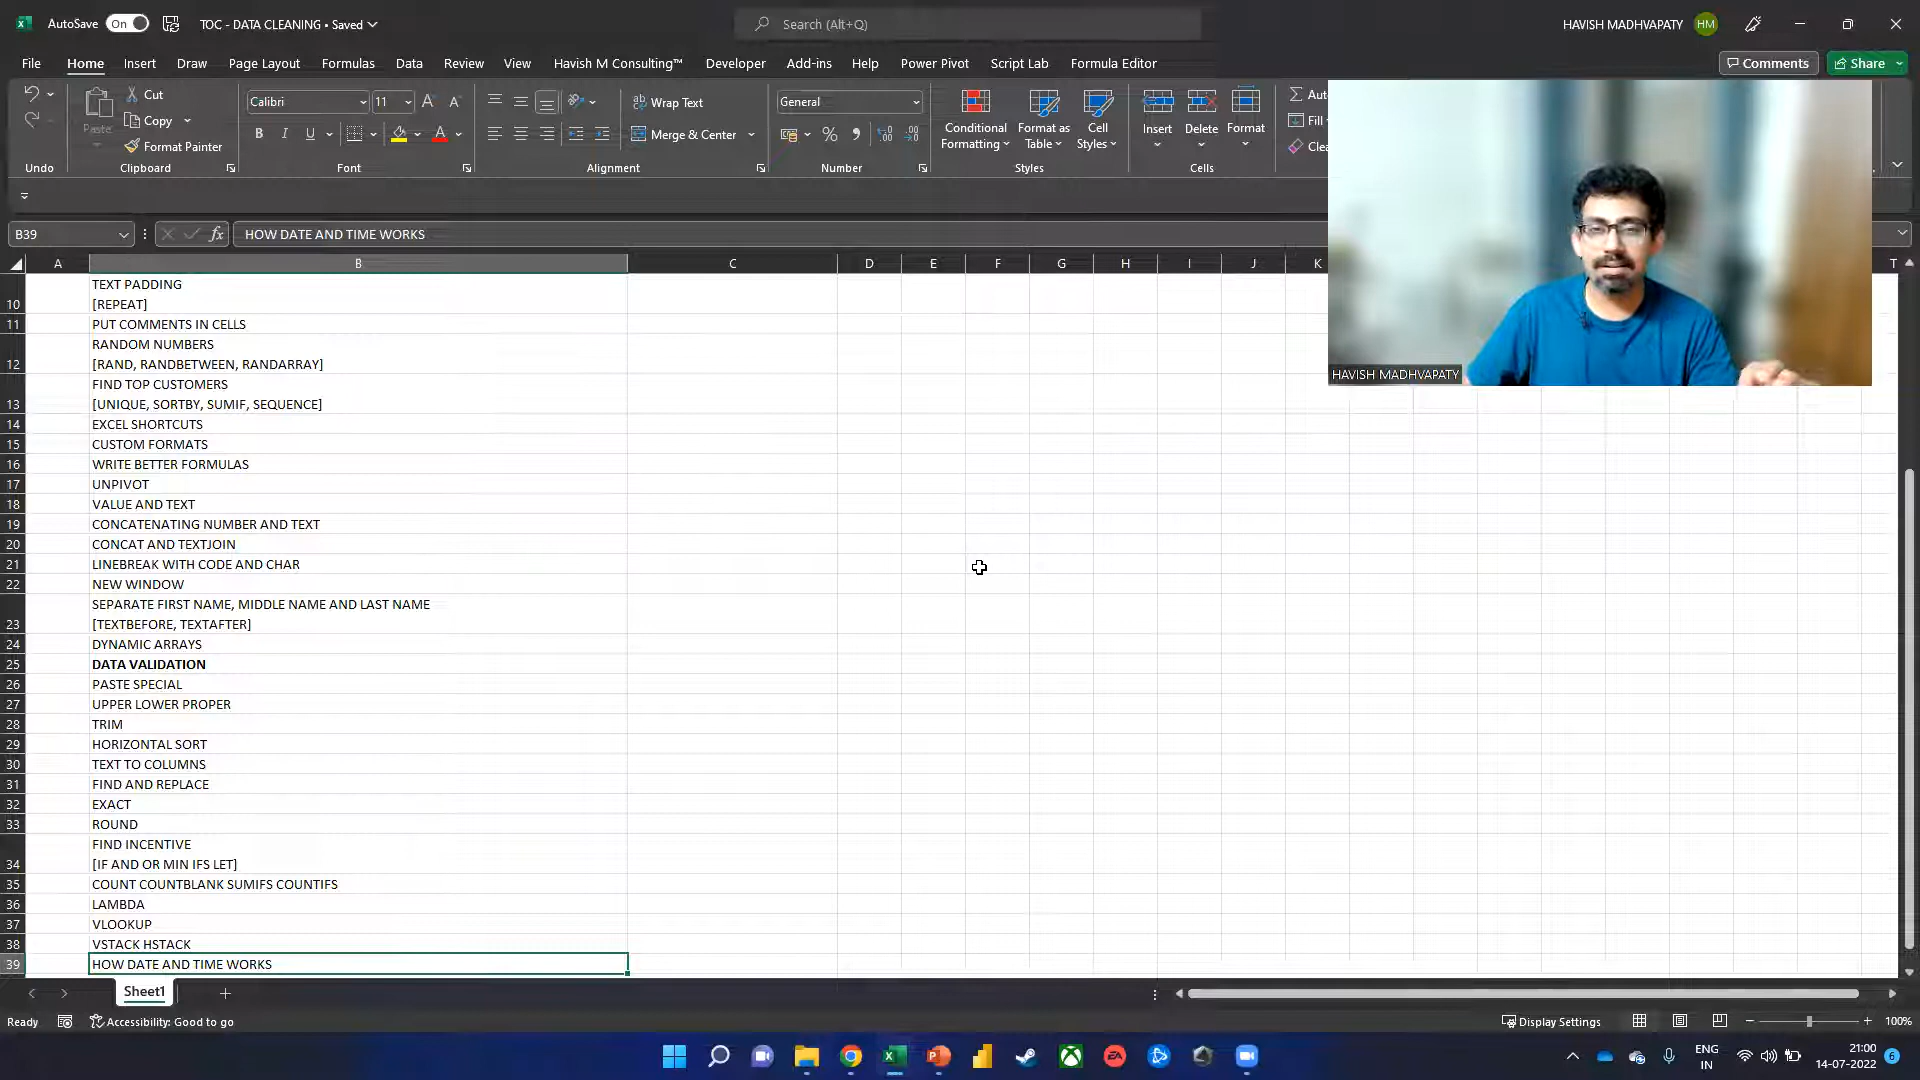 AutoSave On TOC - DATA CLEANING • Saved Search (Alt+Q) HAVISH MADHVAPATY HM
File Home Insert Draw Page Layout Formulas Data Review View Havish M Consulting™ Developer Add-ins Help Power Pivot Script Lab Formula Editor Comments Share
Paste Cut Calibri 11 Wrap Text General Conditional Formatting Format as Table Cell Styles Insert Delete Format
Copy Merge & Center Fill
Format Painter
Undo Clipboard Font Alignment Number Styles Cells
B39 fx HOW DATE AND TIME WORKS
A B C D E F G H I J K T
TEXT PADDING
10 [REPEAT]
11 PUT COMMENTS IN CELLS
RANDOM NUMBERS
12 [RAND, RANDBETWEEN, RANDARRAY]
FIND TOP CUSTOMERS
13 [UNIQUE, SORTBY, SUMIF, SEQUENCE]
14 EXCEL SHORTCUTS
15 CUSTOM FORMATS
16 WRITE BETTER FORMULAS
17 UNPIVOT
18 VALUE AND TEXT
19 CONCATENATING NUMBER AND TEXT
20 CONCAT AND TEXTJOIN
21 LINEBREAK WITH CODE AND CHAR
22 NEW WINDOW
SEPARATE FIRST NAME, MIDDLE NAME AND LAST NAME
23 [TEXTBEFORE, TEXTAFTER]
24 DYNAMIC ARRAYS
25 DATA VALIDATION
26 PASTE SPECIAL
27 UPPER LOWER PROPER
28 TRIM
29 HORIZONTAL SORT
30 TEXT TO COLUMNS
31 FIND AND REPLACE
32 EXACT
33 ROUND
FIND INCENTIVE
34 [IF AND OR MIN IFS LET]
35 COUNT COUNTBLANK SUMIFS COUNTIFS
36 LAMBDA
37 VLOOKUP
38 VSTACK HSTACK
39 HOW DATE AND TIME WORKS
HAVISH MADHVAPATY
Sheet1
Ready Accessibility: Good to go Display Settings 100%
ENG IN 21:00 14-07-2022 6